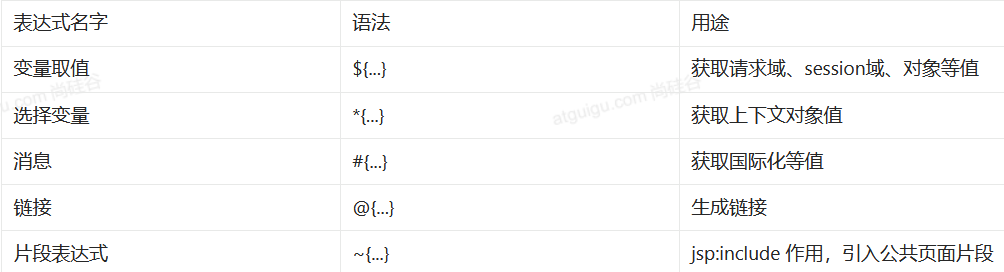 表达式名字 语法 用途
变量取值 ${...} 获取请求域、session域、对象等值
选择变量 *{...} 获取上下文对象值
消息 #{...} 获取国际化等值
链接 @{...} 生成链接
片段表达式 ~{...} jsp:include 作用，引入公共页面片段
gu.com 尚硅谷
atguigu.com 尚硅谷